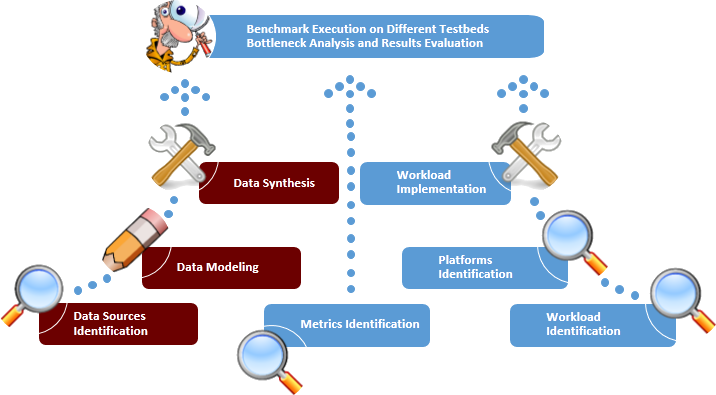 Benchmark Execution on Different Testbeds
Bottleneck Analysis and Results Evaluation
Data Synthesis
Workload
Implementation
Data Modeling
Platforms
Identification
Data Sources
Identification
Metrics Identification
Workload
Identification